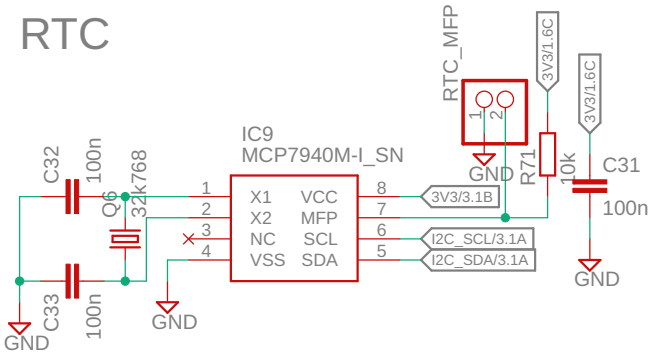 RTC
RTC_MFP
1
2
3V3/1.6C
3V3/1.6C
IC9
MCP7940M-I_SN
C32
100n
Q6
32k768
GND
R71
10k
C31
100n
1
X1
VCC
8
3V3/3.1B
2
X2
MFP
7
3
NC
SCL
6
I2C_SCL/3.1A
4
VSS
SDA
5
I2C_SDA/3.1A
C33
100n
GND
GND
GND